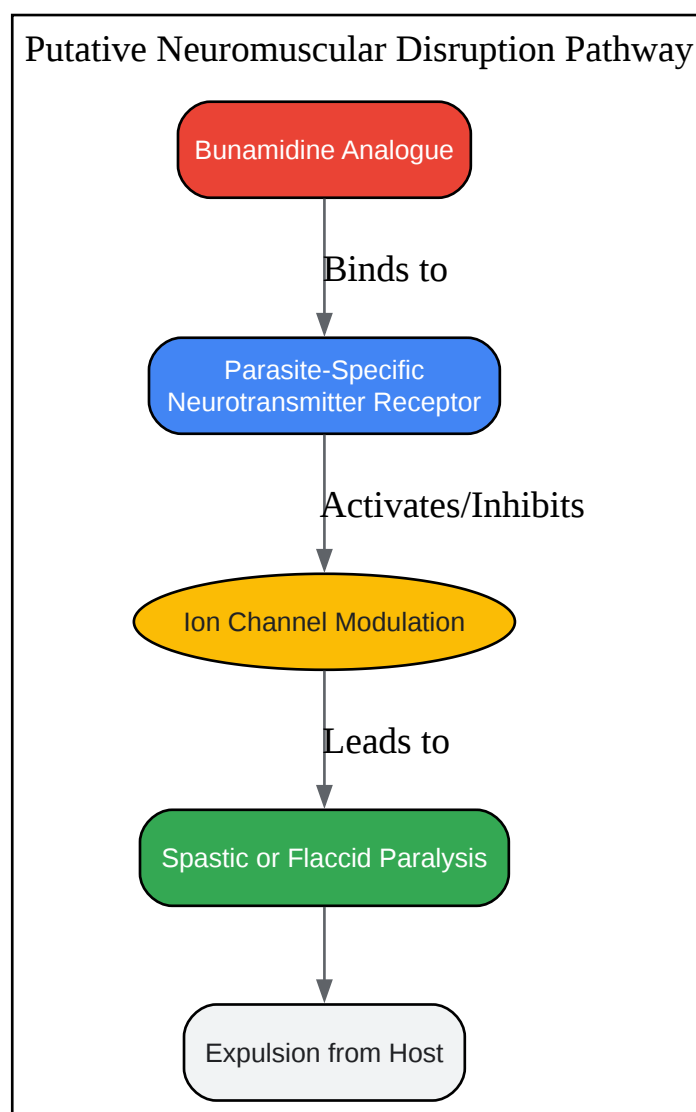 Putative Neuromuscular Disruption Pathway
Bunamidine Analogue
Binds to
Parasite-Specific
Neurotransmitter Receptor
Activates/Inhibits
Ion Channel Modulation
Leads to
Spastic or Flaccid Paralysis
Expulsion from Host